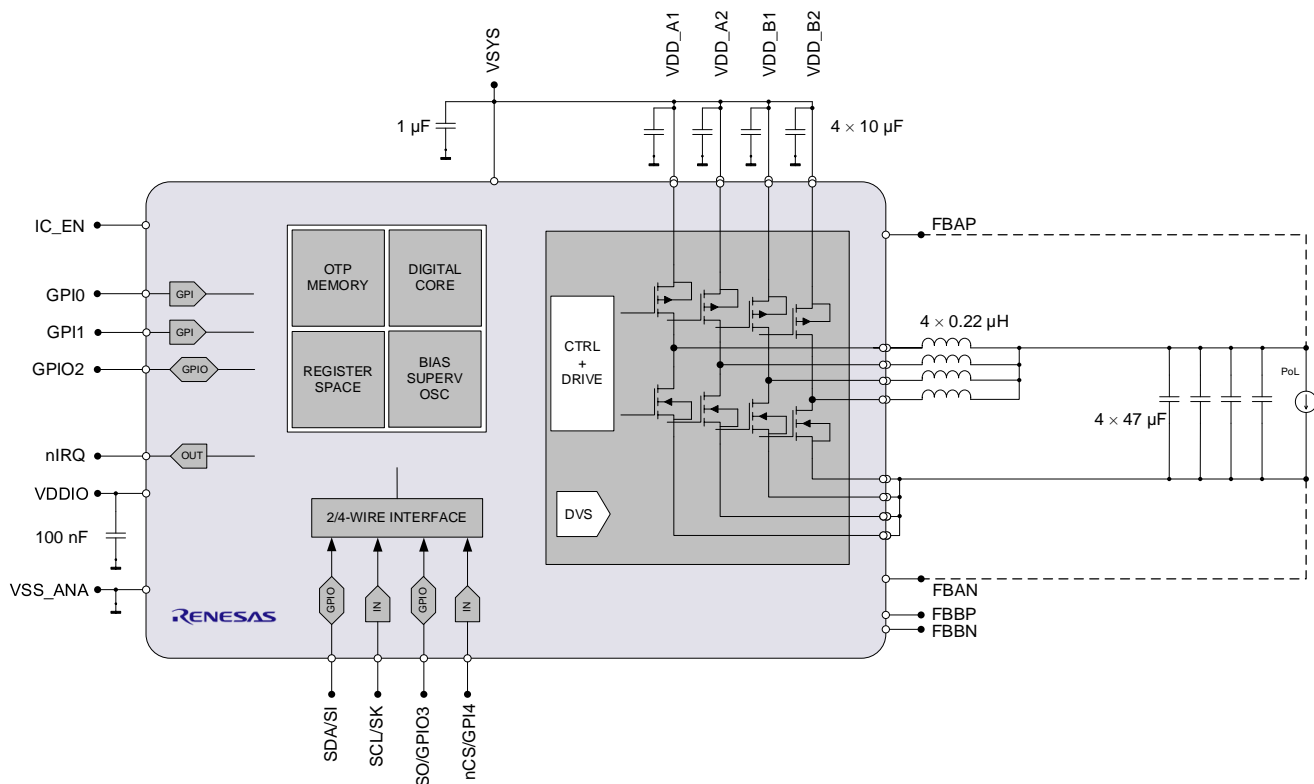 VSYS
VDD_A1
VDD_A2
VDD_B1
VDD_B2
1 µF
4 × 10 µF
IC_EN
GPI0
GPI
GPI1
GPI
GPIO2
GPIO
nIRQ
OUT
VDDIO
100 nF
VSS_ANA
OTP
MEMORY
DIGITAL
CORE
REGISTER
SPACE
BIAS
SUPERV
OSC
2/4-WIRE INTERFACE
GPIO
IN
GPIO
IN
SDA/SI
SCL/SK
SO/GPIO3
nCS/GPI4
RENESAS
CTRL
+
DRIVE
DVS
FBAP
4 × 0.22 µH
4 × 47 µF
PoL
FBAN
FBBP
FBBN